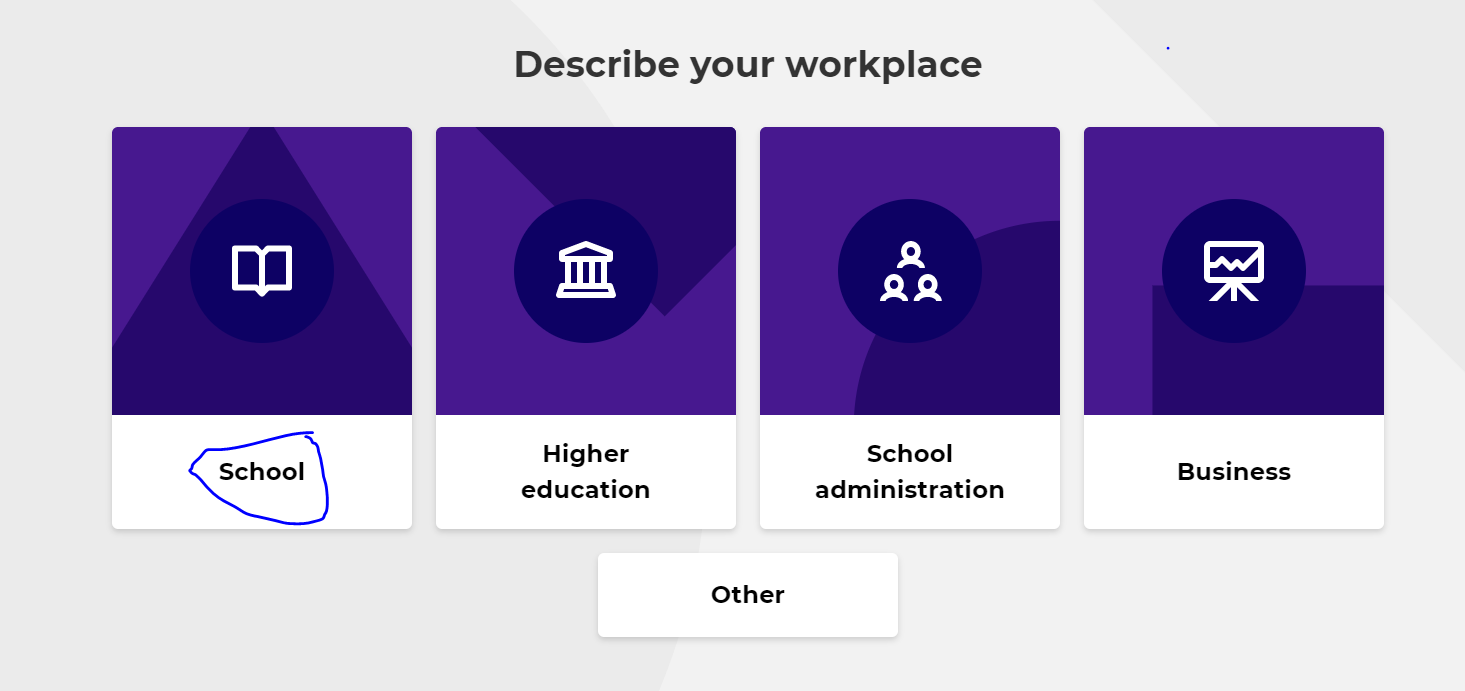 Describe your workplace
School
Higher
education
School
administration
Business
Other